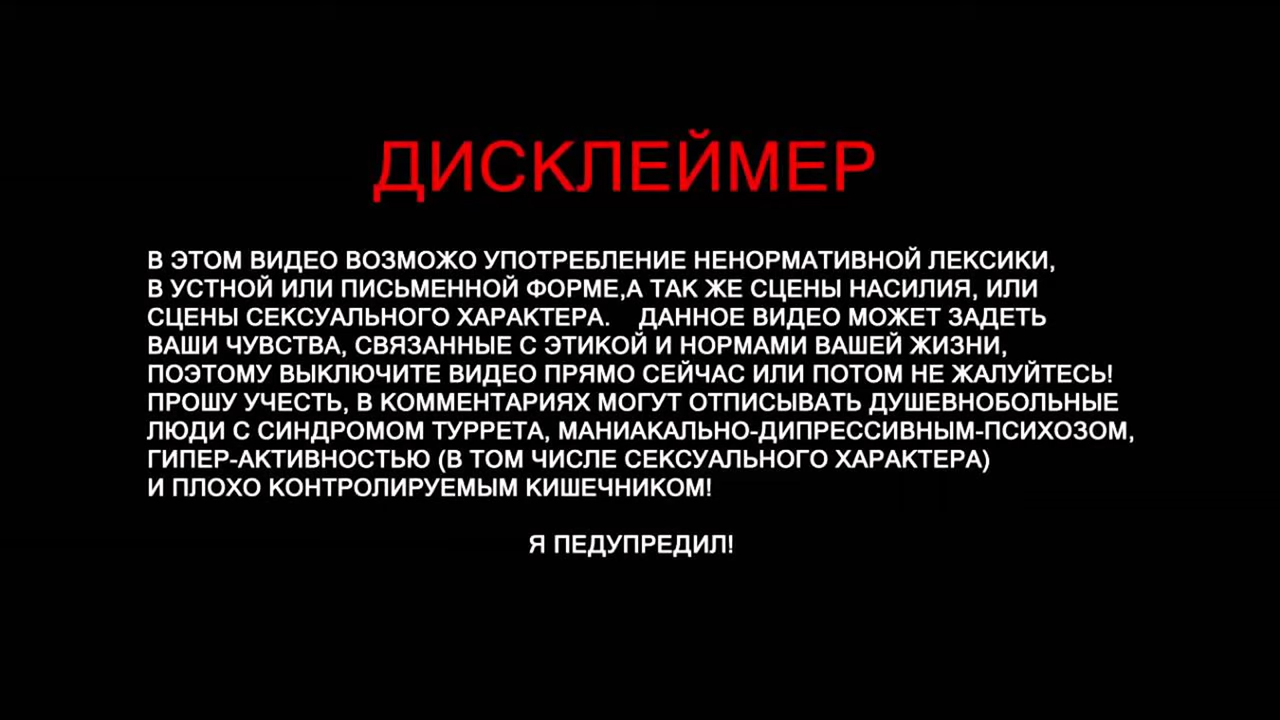 ДИСКЛЕЙМЕР
В ЭТОМ ВИДЕО ВОЗМОЖО УПОТРЕБЛЕНИЕ НЕНОРМАТИВНОЙ ЛЕКСИКИ,
В УСТНОЙ ИЛИ ПИСЬМЕННОЙ ФОРМЕ,А ТАК ЖЕ СЦЕНЫ НАСИЛИЯ, ИЛИ
СЦЕНЫ СЕКСУАЛЬНОГО ХАРАКТЕРА. ДАННОЕ ВИДЕО МОЖЕТ ЗАДЕТЬ
ВАШИ ЧУВСТВА, СВЯЗАННЫЕ С ЭТИКОЙ И НОРМАМИ ВАШЕЙ ЖИЗНИ,
ПОЭТОМУ ВЫКЛЮЧИТЕ ВИДЕО ПРЯМО СЕЙЧАС ИЛИ ПОТОМ НЕ ЖАЛУЙТЕСЬ!
ПРОШУ УЧЕСТЬ, В КОММЕНТАРИЯХ МОГУТ ОТПИСЫВАТЬ ДУШЕВНОБОЛЬНЫЕ
ЛЮДИ С СИНДРОМОМ ТУРРЕТА, МАНИАКАЛЬНО-ДИПРЕССИВНЫМ-ПСИХОЗОМ,
ГИПЕР-АКТИВНОСТЬЮ (В ТОМ ЧИСЛЕ СЕКСУАЛЬНОГО ХАРАКТЕРА)
И ПЛОХО КОНТРОЛИРУЕМЫМ КИШЕЧНИКОМ!
Я ПЕДУПРЕДИЛ!